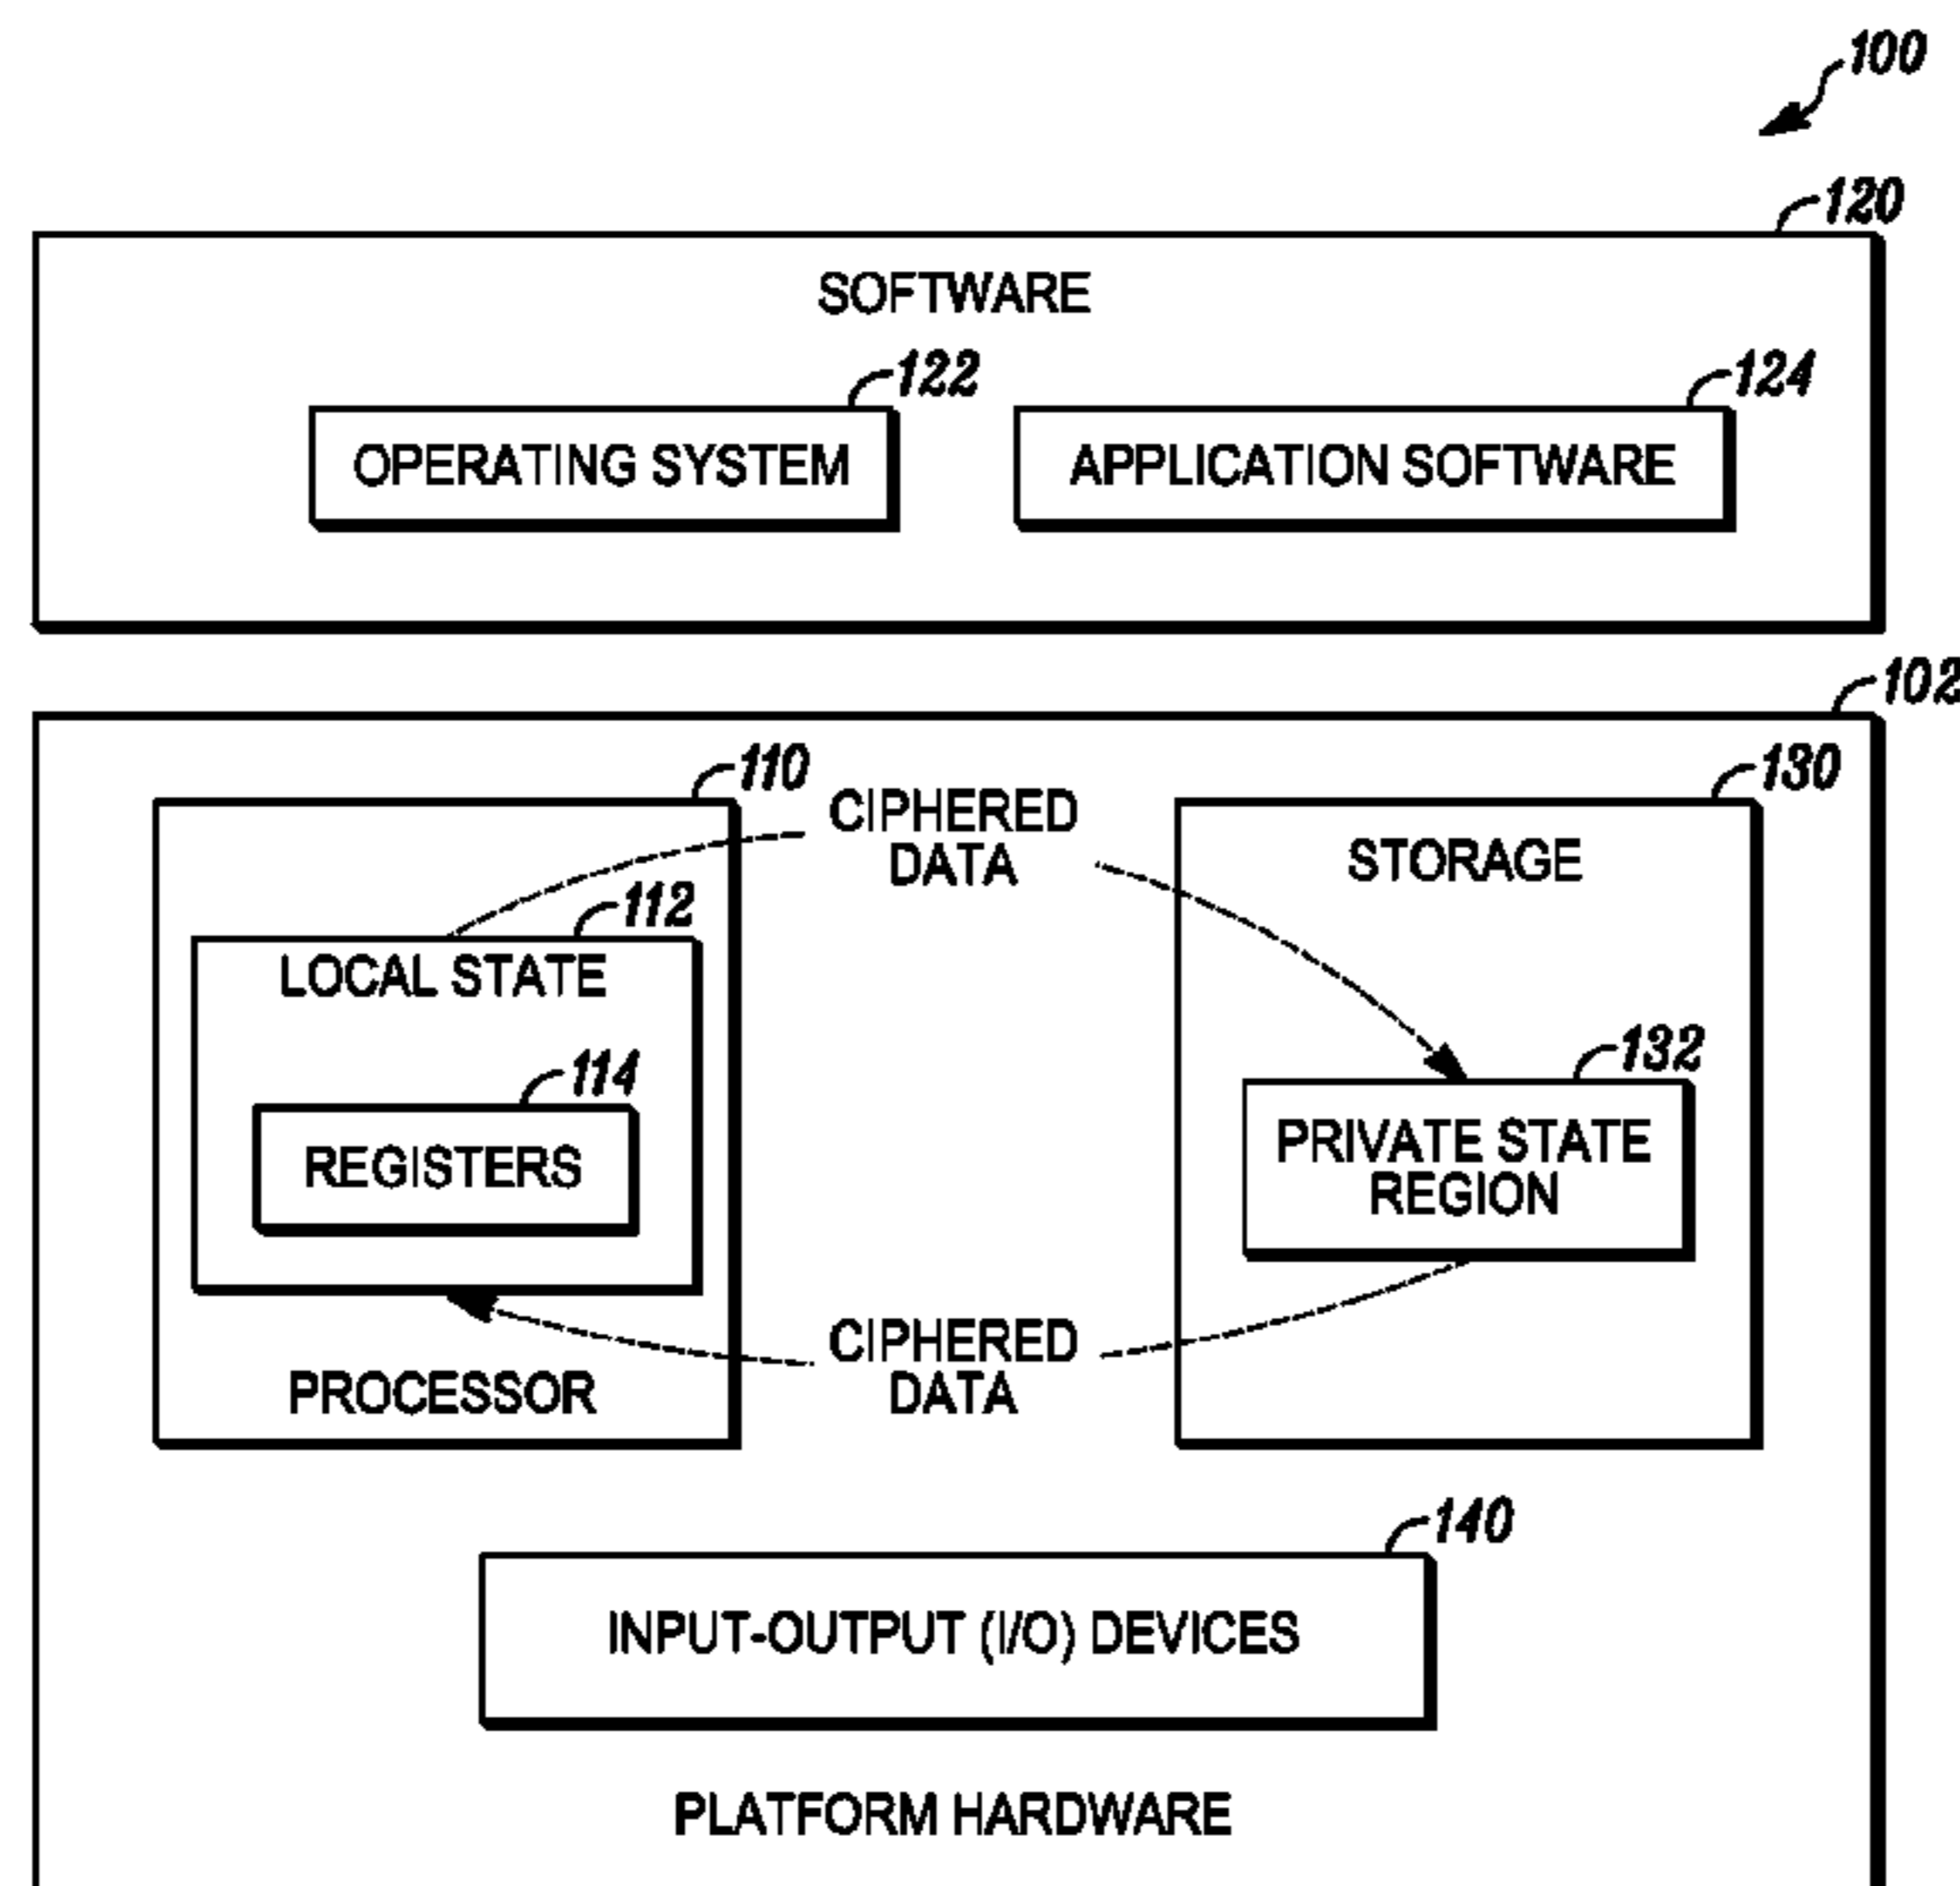 100
120
SOFTWARE
122
124
OPERATING SYSTEM
APPLICATION SOFTWARE
102
110
130
CIPHERED
DATA
STORAGE
112
LOCAL STATE
132
114
PRIVATE STATE
REGION
REGISTERS
CIPHERED
DATA
PROCESSOR
140
INPUT-OUTPUT (I/O) DEVICES
PLATFORM HARDWARE